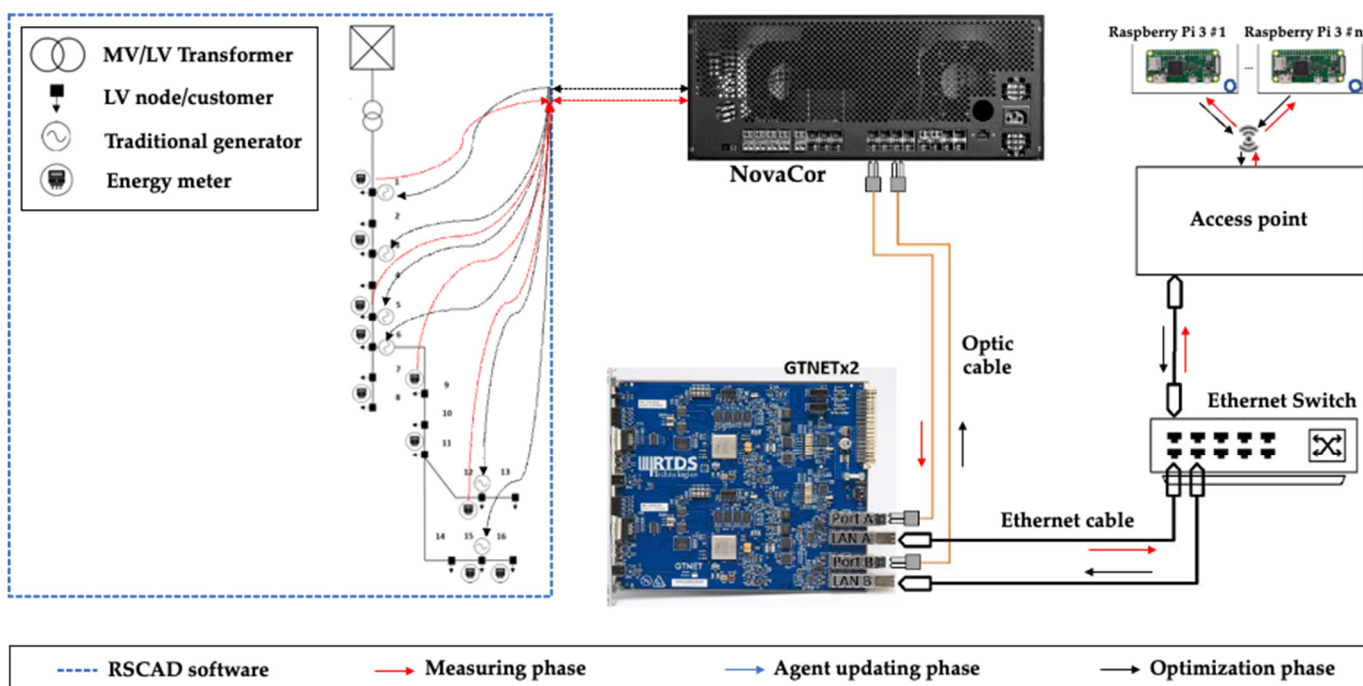 MV/LV Transformer
LV node/customer
Traditional generator
Energy meter
1
2
3
4
5
6
7
8
9
10
11
12
13
14
15
16
NovaCor
Raspberry Pi 3 #1
...
Raspberry Pi 3 #n
Access point
Optic
cable
Ethernet Switch
GTNETx2
RTDS
Technologies
GTNET
Port A
LAN A
Port B
LAN B
Ethernet cable
RSCAD software
Measuring phase
Agent updating phase
Optimization phase